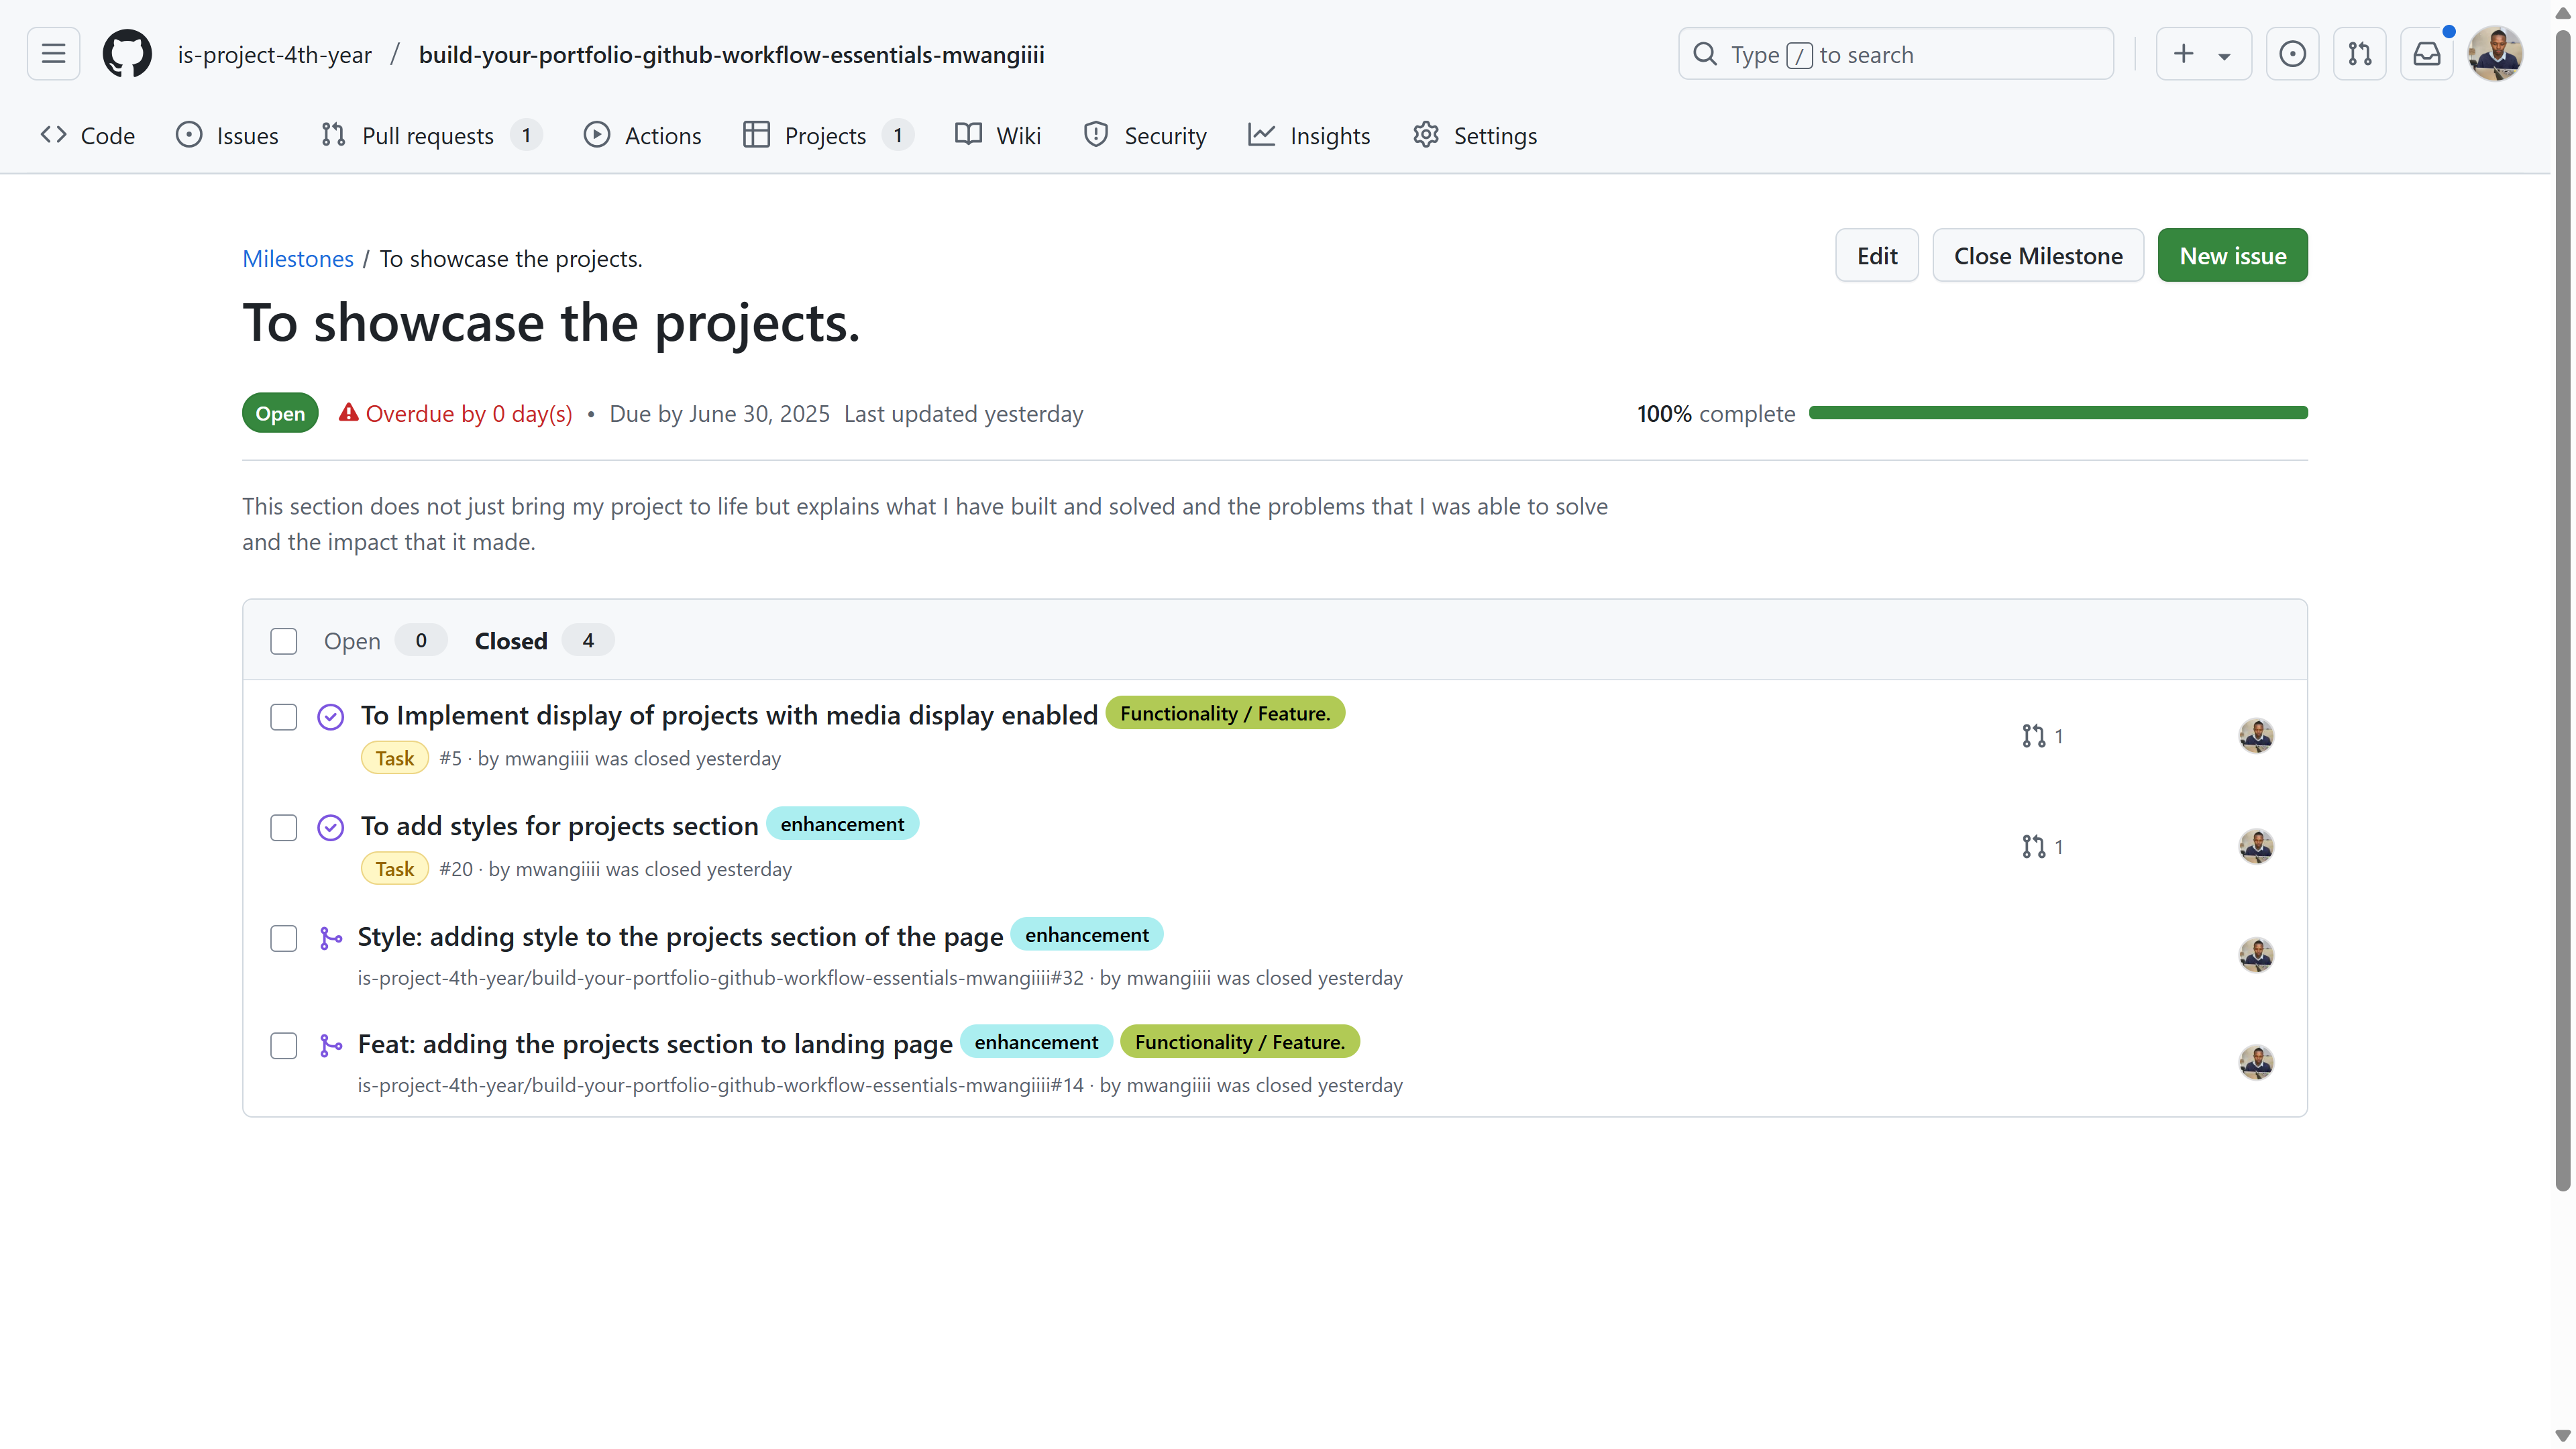 is-project-4th-year / build-your-portfolio-github-workflow-essentials-mwangiiii
Type / to search
Code
Issues
Pull requests 1
Actions
Projects 1
Wiki
Security
Insights
Settings
Milestones / To showcase the projects.
Edit
Close Milestone
New issue
To showcase the projects.
Open
Overdue by 0 day(s) • Due by June 30, 2025 Last updated yesterday
100% complete
This section does not just bring my project to life but explains what I have built and solved and the problems that I was able to solve
and the impact that it made.
Open 0 Closed 4
To Implement display of projects with media display enabled Functionality / Feature.
Task #5 · by mwangiiii was closed yesterday
1
To add styles for projects section enhancement
Task #20 · by mwangiiii was closed yesterday
1
Style: adding style to the projects section of the page enhancement
is-project-4th-year/build-your-portfolio-github-workflow-essentials-mwangiiii#32 · by mwangiiii was closed yesterday
Feat: adding the projects section to landing page enhancement Functionality / Feature.
is-project-4th-year/build-your-portfolio-github-workflow-essentials-mwangiiii#14 · by mwangiiii was closed yesterday